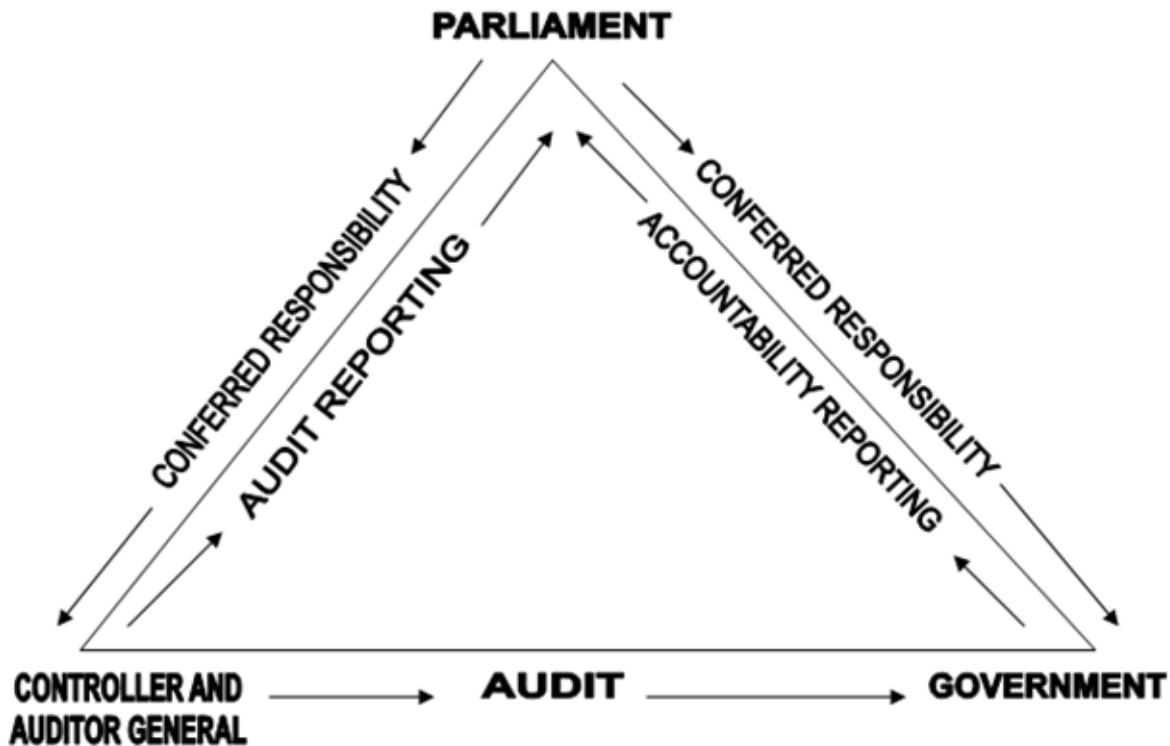 PARLIAMENT
CONFERRED RESPONSIBILITY
AUDIT REPORTING
ACCOUNTABILITY REPORTING
CONFERRED RESPONSIBILITY
CONTROLLER AND
AUDITOR GENERAL
AUDIT
GOVERNMENT